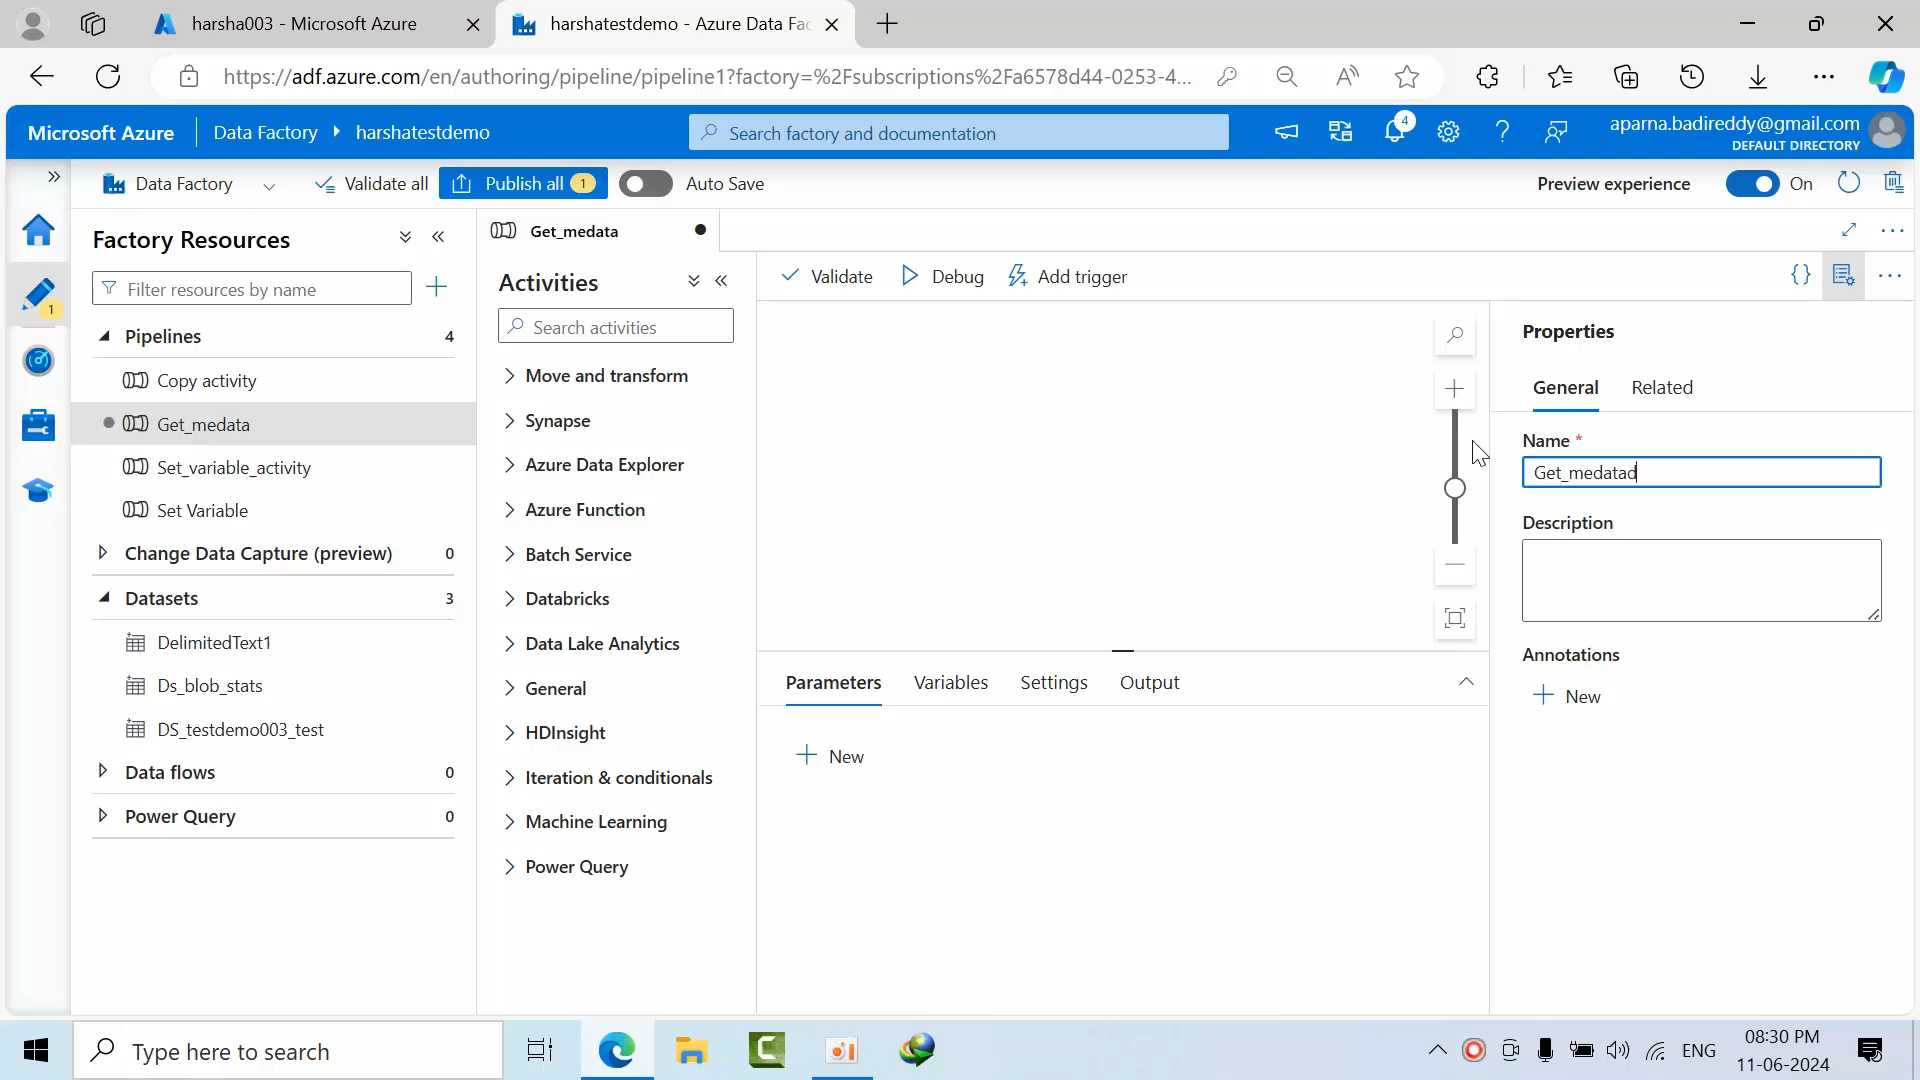 harsha003 - Microsoft Azure
harshatestdemo - Azure Data Fac
https://adf.azure.com/en/authoring/pipeline/pipeline1?factory=%2Fsubscriptions%2Fa6578d44-0253-4...
Microsoft Azure
Data Factory
harshatestdemo
Search factory and documentation
4
aparna.badireddy@gmail.com
DEFAULT DIRECTORY
Data Factory
Validate all
Publish all 1
Auto Save
Preview experience
On
Factory Resources
Filter resources by name
1
Pipelines 4
Copy activity
Get_medata
Set_variable_activity
Set Variable
Change Data Capture (preview) 0
Datasets 3
DelimitedText1
Ds_blob_stats
DS_testdemo003_test
Data flows 0
Power Query 0
Get_medata
Activities
Search activities
Move and transform
Synapse
Azure Data Explorer
Azure Function
Batch Service
Databricks
Data Lake Analytics
General
HDInsight
Iteration & conditionals
Machine Learning
Power Query
Validate
Debug
Add trigger
Parameters
Variables
Settings
Output
New
Properties
General
Related
Name *
Get_medatad
Description
Annotations
New
Type here to search
ENG
08:30 PM
11-06-2024